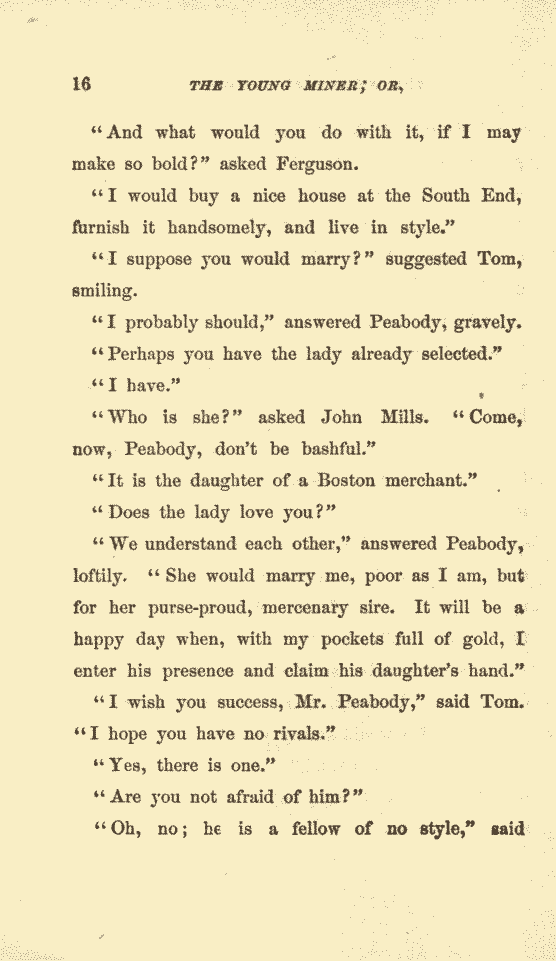 16 THE YOUNG MINER; OR,
“And what would you do with it, if I may
make so bold?” asked Ferguson.
“I would buy a nice house at the South End,
furnish it handsomely, and live in style.”
“I suppose you would marry?” suggested Tom,
smiling.
“I probably should,” answered Peabody, gravely.
“Perhaps you have the lady already selected.”
“I have.”
“Who is she?” asked John Mills. “Come,
now, Peabody, don’t be bashful.”
“It is the daughter of a Boston merchant.”
“Does the lady love you?”
“We understand each other,” answered Peabody,
loftily. “She would marry me, poor as I am, but
for her purse-proud, mercenary sire. It will be a
happy day when, with my pockets full of gold, I
enter his presence and claim his daughter’s hand.”
“I wish you success, Mr. Peabody,” said Tom.
“I hope you have no rivals.”
“Yes, there is one.”
“Are you not afraid of him?”
“Oh, no; he is a fellow of no style,” said